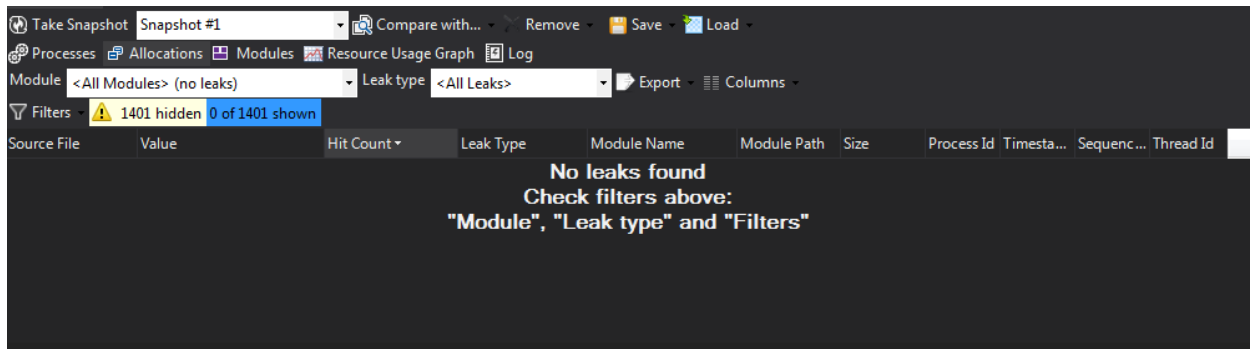 Take Snapshot Snapshot #1 Compare with... Remove Save Load
Processes Allocations Modules Resource Usage Graph Log
Module <All Modules> (no leaks) Leak type <All Leaks> Export Columns
Filters 1401 hidden 0 of 1401 shown
Source File Value Hit Count Leak Type Module Name Module Path Size Process Id Timesta... Sequenc... Thread Id
No leaks found
Check filters above:
"Module", "Leak type" and "Filters"